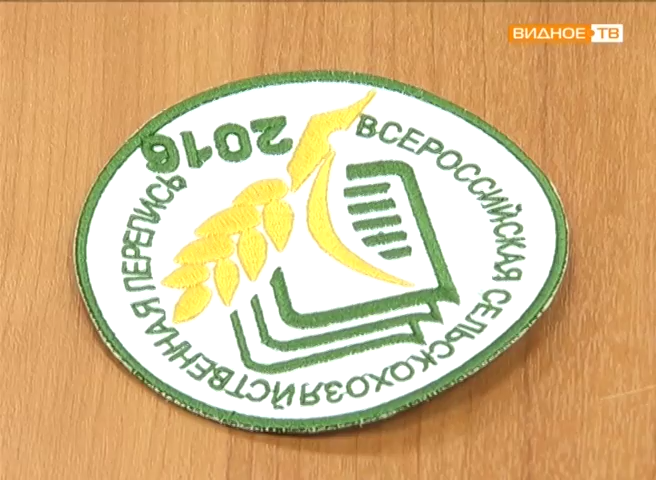 ВИДНОЕ ТВ
ВСЕРОССИЙСКАЯ СЕЛЬСКОХОЗЯЙСТВЕННАЯ ПЕРЕПИСЬ
2016